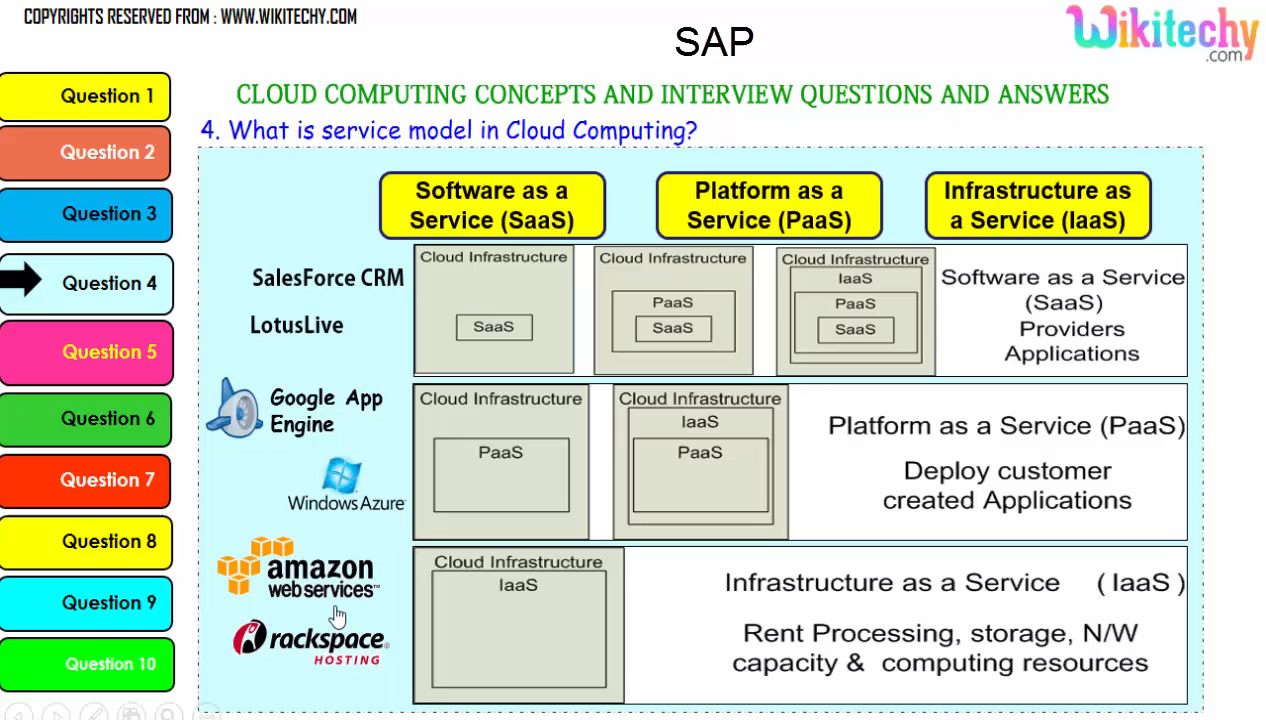 COPYRIGHTS RESERVED FROM : WWW.WIKITECHY.COM
SAP
Wikitechy
.com
CLOUD COMPUTING CONCEPTS AND INTERVIEW QUESTIONS AND ANSWERS
4. What is service model in Cloud Computing?
Question 1
Question 2
Question 3
Question 4
Question 5
Question 6
Question 7
Question 8
Question 9
Question 10
Software as a
Service (SaaS)
Platform as a
Service (PaaS)
Infrastructure as
a Service (IaaS)
SalesForce CRM
LotusLive
Cloud Infrastructure
SaaS
Cloud Infrastructure
PaaS
SaaS
Cloud Infrastructure
IaaS
PaaS
SaaS
Software as a Service
(SaaS)
Providers
Applications
Google App
Engine
Windows Azure
Cloud Infrastructure
PaaS
Cloud Infrastructure
IaaS
PaaS
Platform as a Service (PaaS)
Deploy customer
created Applications
amazon
webservices™
rackspace®
HOSTING
Cloud Infrastructure
IaaS
Infrastructure as a Service ( IaaS )
Rent Processing, storage, N/W
capacity & computing resources